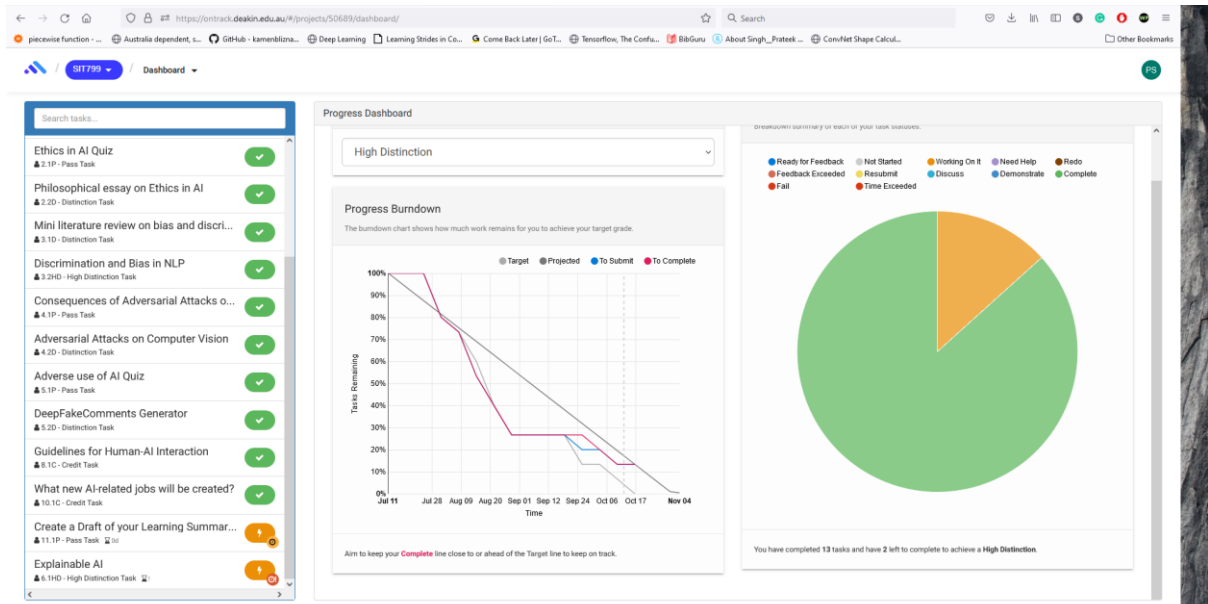 https://ontrack.deakin.edu.au/#/projects/50689/dashboard/
Search
piecewise function - ...
Australia dependent, s...
GitHub - kamenblizna...
Deep Learning
Learning Strides in Co...
Come Back Later | GoT...
Tensorflow, The Confu...
BibGuru
About Singh,_Prateek ...
ConvNet Shape Calcul...
Other Bookmarks
/ SIT799 / Dashboard
PS
Search tasks...
Ethics in AI Quiz
2.1P - Pass Task
Philosophical essay on Ethics in AI
2.2D - Distinction Task
Mini literature review on bias and discri...
3.1D - Distinction Task
Discrimination and Bias in NLP
3.2HD - High Distinction Task
Consequences of Adversarial Attacks o...
4.1P - Pass Task
Adversarial Attacks on Computer Vision
4.2D - Distinction Task
Adverse use of AI Quiz
5.1P - Pass Task
DeepFakeComments Generator
5.2D - Distinction Task
Guidelines for Human-AI Interaction
8.1C - Credit Task
What new AI-related jobs will be created?
10.1C - Credit Task
Create a Draft of your Learning Summar...
11.1P - Pass Task
Explainable AI
6.1HD - High Distinction Task
Progress Dashboard
High Distinction
Progress Burndown
The burndown chart shows how much work remains for you to achieve your target grade.
Target Projected To Submit To Complete
100%
90%
80%
70%
60%
50%
40%
30%
20%
10%
0%
Tasks Remaining
Jul 11 Jul 28 Aug 09 Aug 20 Sep 01 Sep 12 Sep 24 Oct 06 Oct 17 Nov 04
Time
Aim to keep your Complete line close to or ahead of the Target line to keep on track.
Breakdown summary of each of your task statuses.
Ready for Feedback Not Started Working On It Need Help Redo
Feedback Exceeded Resubmit Discuss Demonstrate Complete
Fail Time Exceeded
You have completed 13 tasks and have 2 left to complete to achieve a High Distinction.